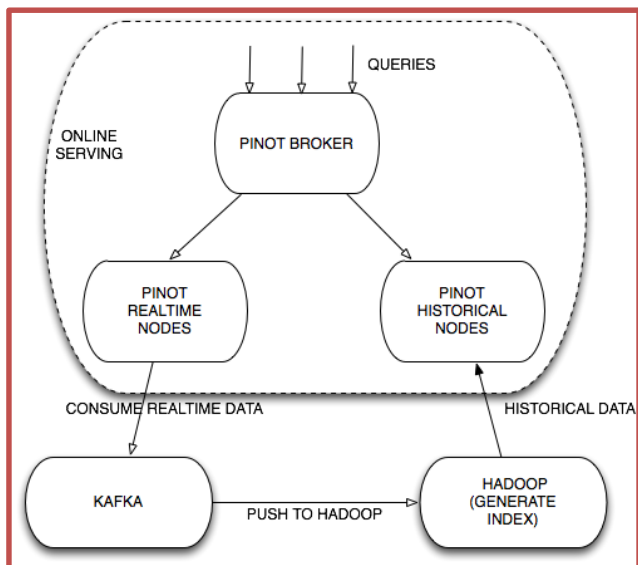 QUERIES
ONLINE
SERVING
PINOT BROKER
PINOT
REALTIME
NODES
PINOT
HISTORICAL
NODES
CONSUME REALTIME DATA
HISTORICAL DATA
KAFKA
PUSH TO HADOOP
HADOOP
(GENERATE
INDEX)